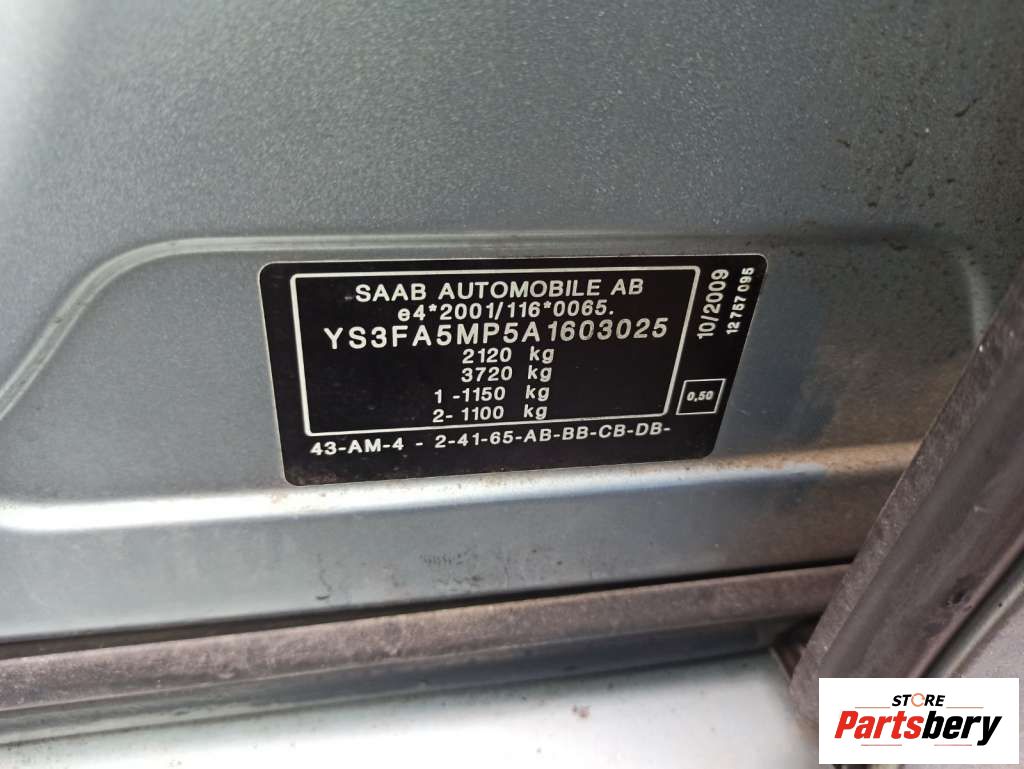 SAAB AUTOMOBILE AB
e4*2001/116*0065.
YS3FA5MP5A1603025
2120 kg
3720 kg
1 -1150 kg
2- 1100 kg
43-AM-4 - 2-41-65-AB-BB-CB-DB-
10/2009
12 767 095
0,50
STORE
Partsbery